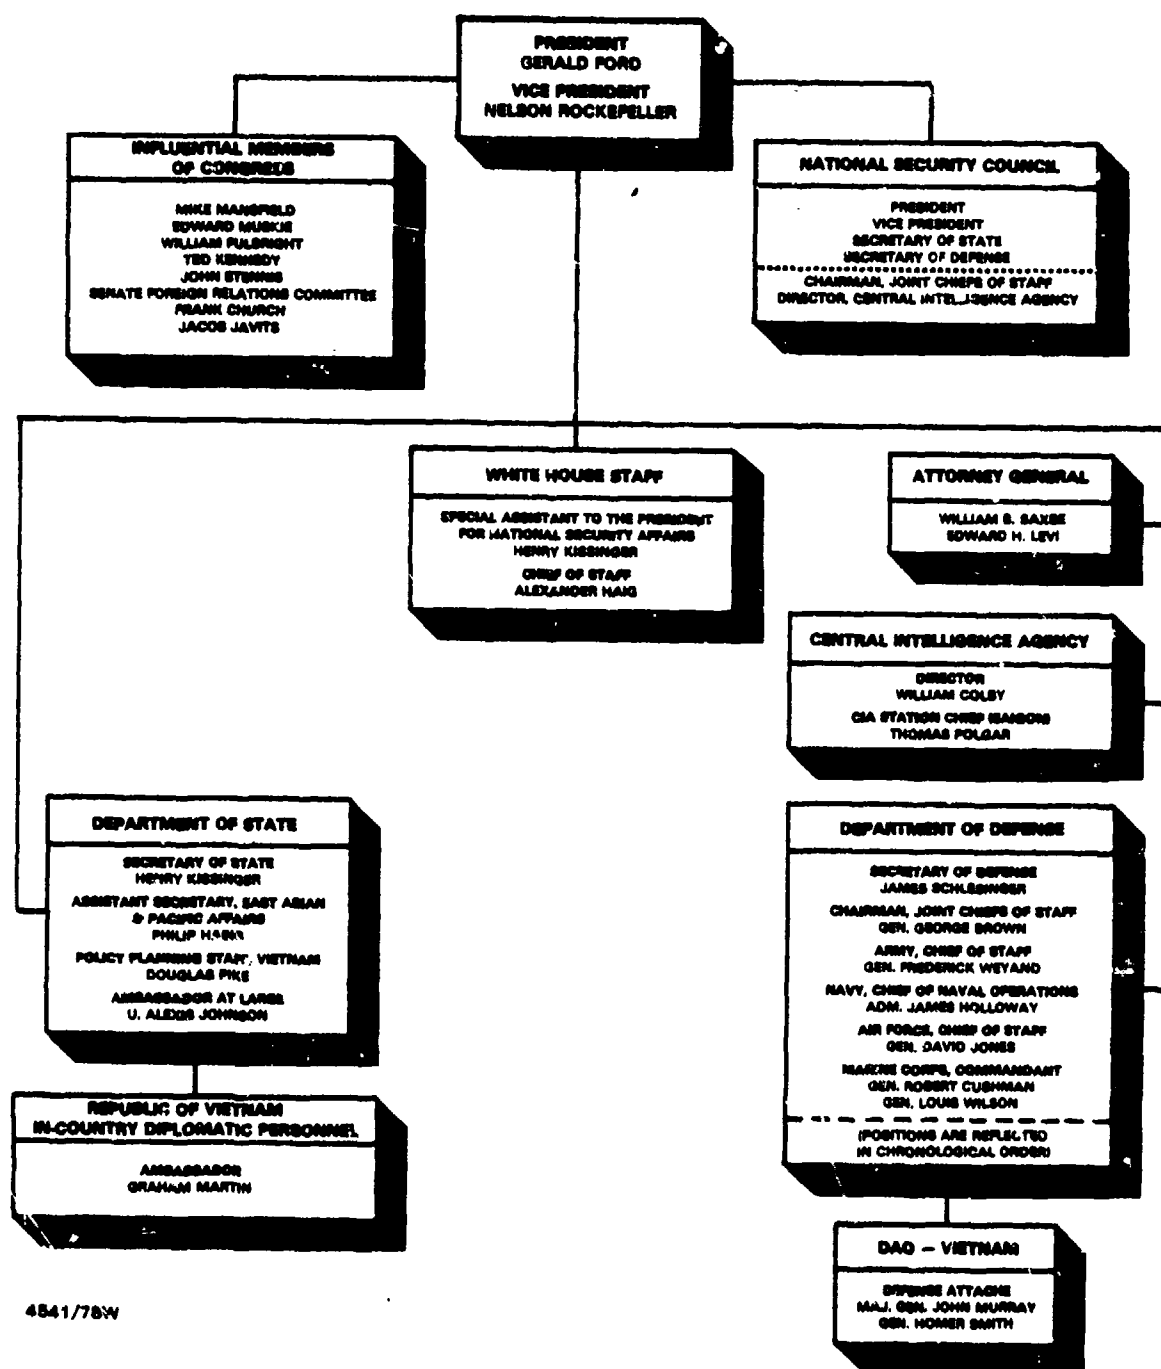 PRESIDENT
GERALD FORD
VICE PRESIDENT
NELSON ROCKEFELLER
INFLUENTIAL MEMBERS
OF CONGRESS
MIKE MANSFIELD
EDWARD MUSKIE
WILLIAM FULBRIGHT
TED KENNEDY
JOHN STENNIS
SENATE FOREIGN RELATIONS COMMITTEE
FRANK CHURCH
JACOB JAVITS
NATIONAL SECURITY COUNCIL
PRESIDENT
VICE PRESIDENT
SECRETARY OF STATE
SECRETARY OF DEFENSE
CHAIRMAN, JOINT CHIEFS OF STAFF
DIRECTOR, CENTRAL INTELLIGENCE AGENCY
WHITE HOUSE STAFF
SPECIAL ASSISTANT TO THE PRESIDENT
FOR NATIONAL SECURITY AFFAIRS
HENRY KISSINGER
CHIEF OF STAFF
ALEXANDER HAIG
ATTORNEY GENERAL
WILLIAM B. SAXBE
EDWARD H. LEVI
CENTRAL INTELLIGENCE AGENCY
DIRECTOR
WILLIAM COLBY
CIA STATION CHIEF (SAIGON)
THOMAS POLGAR
DEPARTMENT OF STATE
SECRETARY OF STATE
HENRY KISSINGER
ASSISTANT SECRETARY, EAST ASIAN
& PACIFIC AFFAIRS
PHILIP HABIB
POLICY PLANNING STAFF, VIETNAM
DOUGLAS PIKE
AMBASSADOR AT LARGE
U. ALEXIS JOHNSON
REPUBLIC OF VIETNAM
IN-COUNTRY DIPLOMATIC PERSONNEL
AMBASSADOR
GRAHAM MARTIN
DEPARTMENT OF DEFENSE
SECRETARY OF DEFENSE
JAMES SCHLESINGER
CHAIRMAN, JOINT CHIEFS OF STAFF
GEN. GEORGE BROWN
ARMY, CHIEF OF STAFF
GEN. FREDERICK WEYAND
NAVY, CHIEF OF NAVAL OPERATIONS
ADM. JAMES HOLLOWAY
AIR FORCE, CHIEF OF STAFF
GEN. DAVID JONES
MARINE CORPS, COMMANDANT
GEN. ROBERT CUSHMAN
GEN. LOUIS WILSON
(POSITIONS ARE REFLECTED
IN CHRONOLOGICAL ORDER)
DAO – VIETNAM
DEFENSE ATTACHE
MAJ. GEN. JOHN MURRAY
GEN. HOMER SMITH
4541/78W